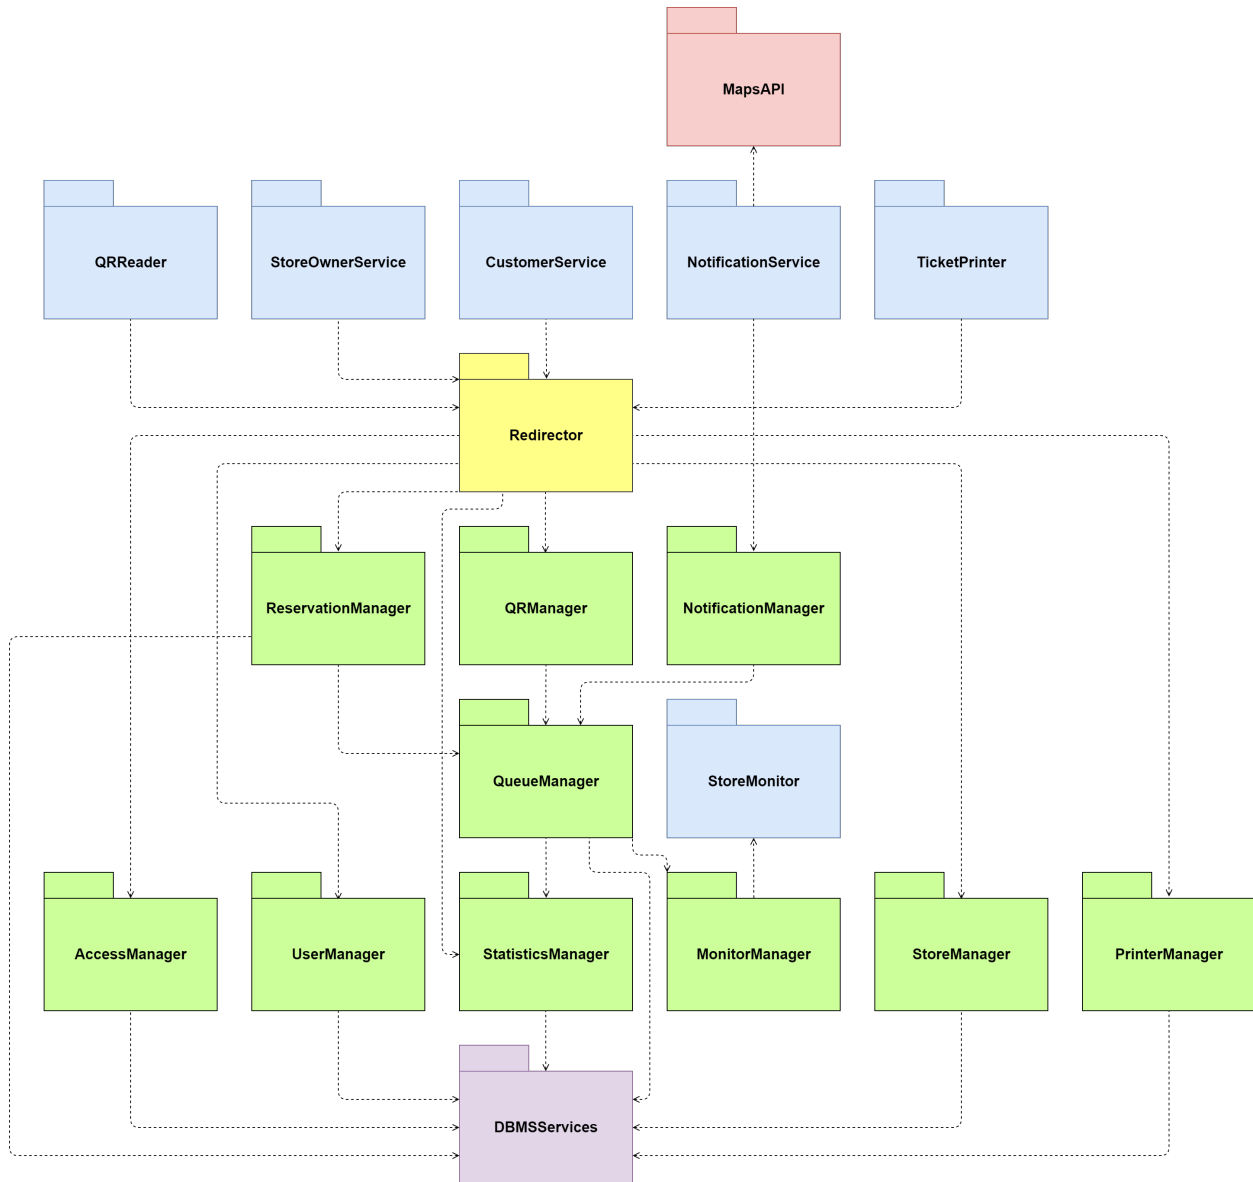 MapsAPI
QRReader
StoreOwnerService
CustomerService
NotificationService
TicketPrinter
Redirector
ReservationManager
QRManager
NotificationManager
QueueManager
StoreMonitor
AccessManager
UserManager
StatisticsManager
MonitorManager
StoreManager
PrinterManager
DBMSServices